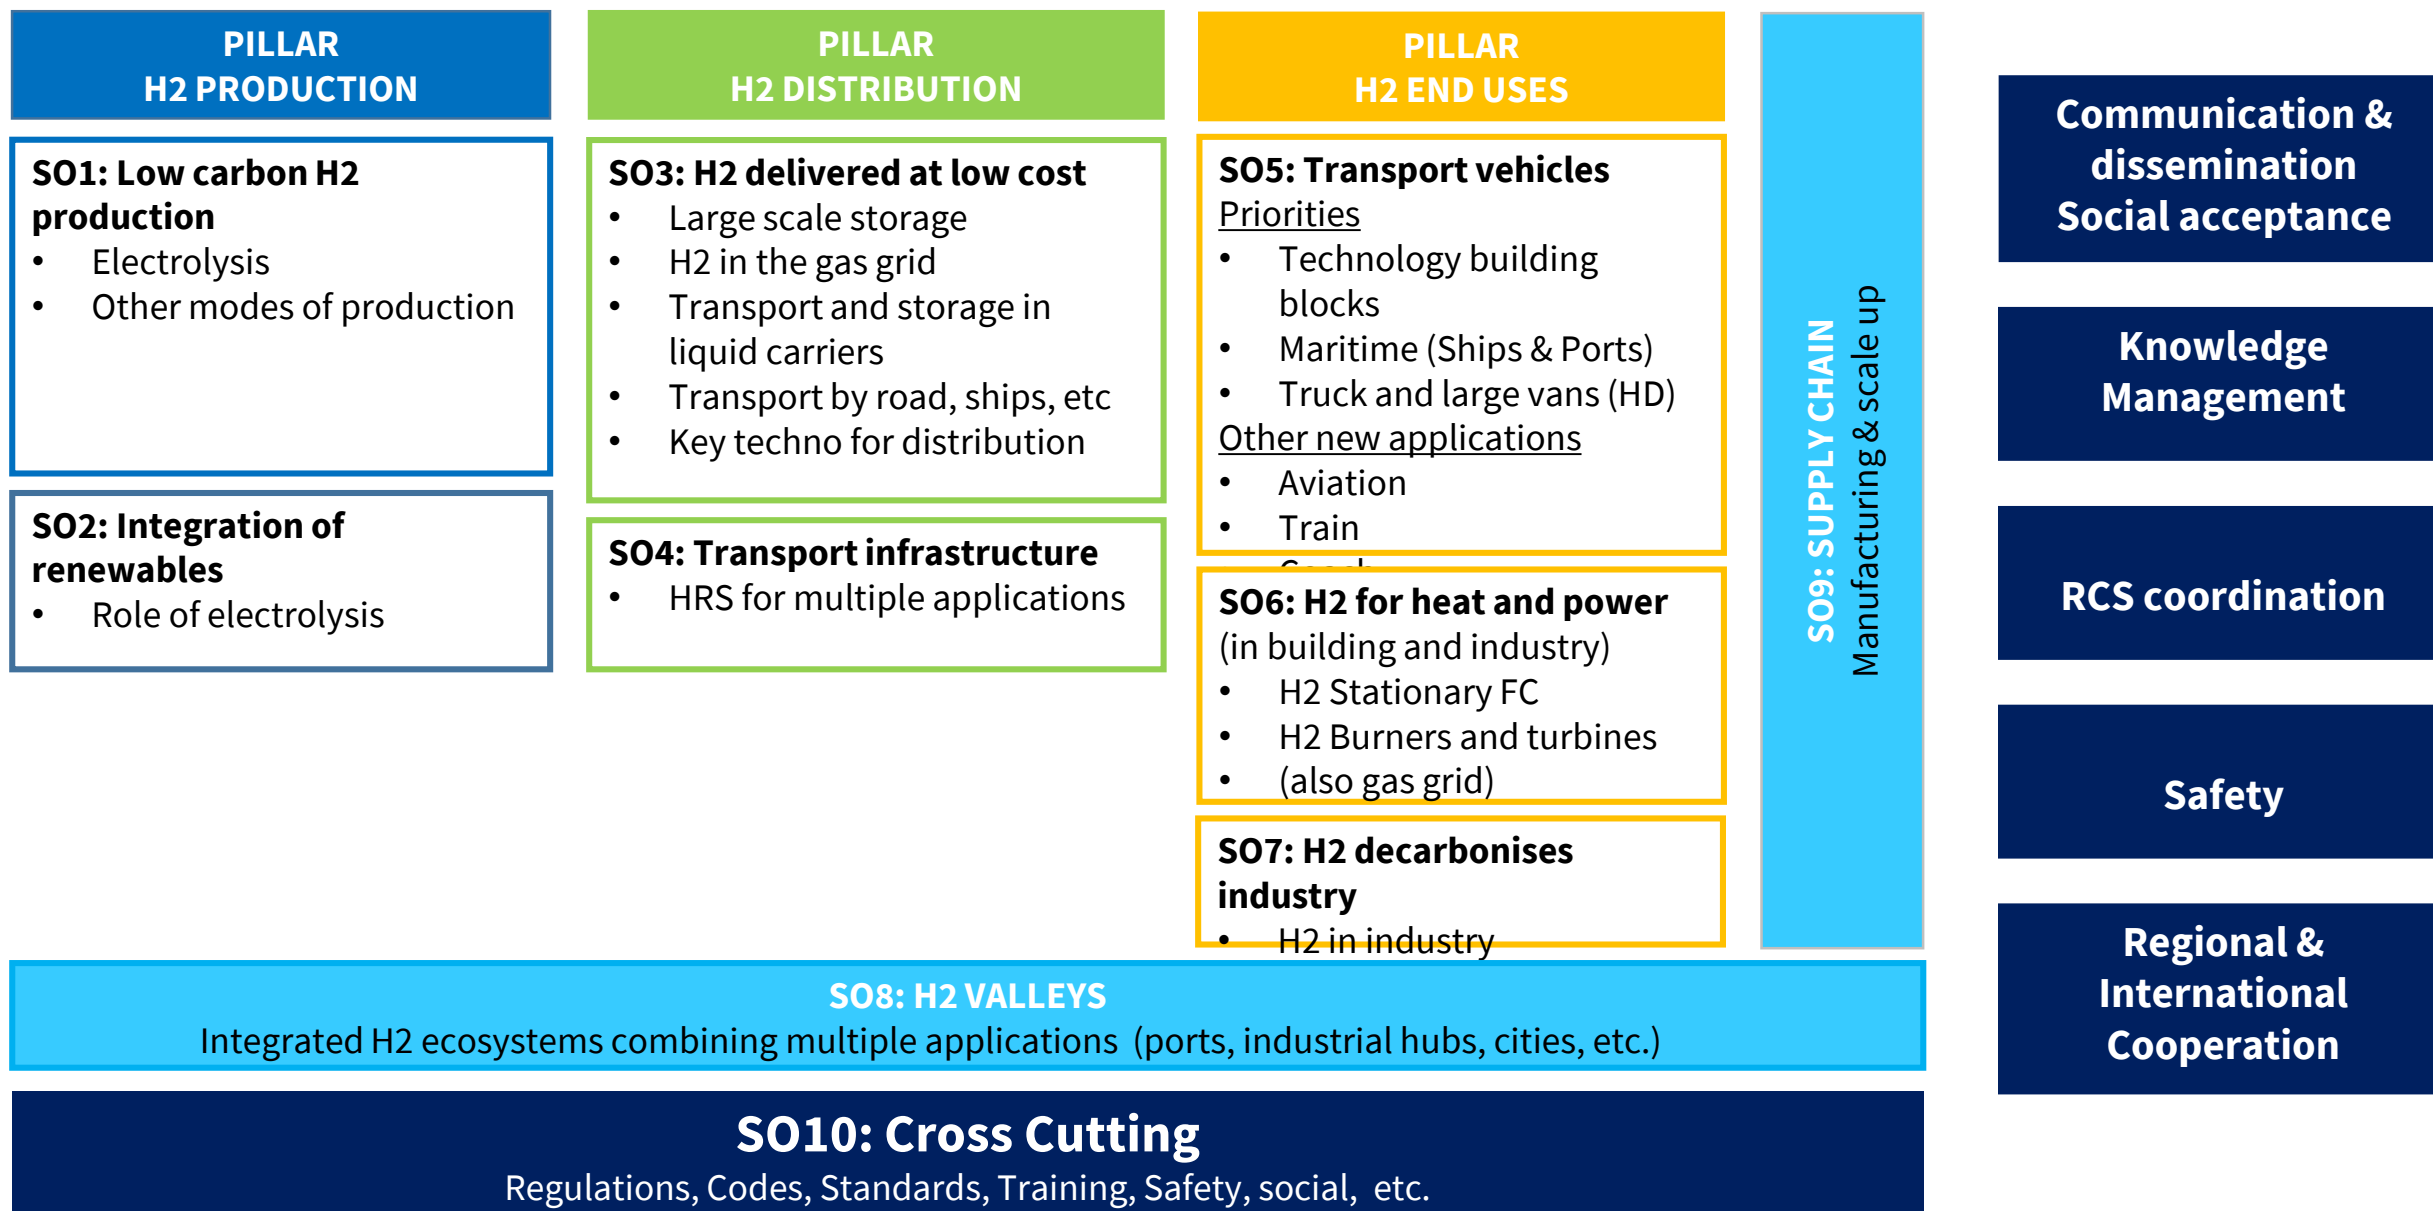 PILLAR
H2 PRODUCTION
SO1: Low carbon H2
production
• Electrolysis
• Other modes of production
SO2: Integration of
renewables
• Role of electrolysis
PILLAR
H2 DISTRIBUTION
SO3: H2 delivered at low cost
• Large scale storage
• H2 in the gas grid
• Transport and storage in
liquid carriers
• Transport by road, ships, etc
• Key techno for distribution
SO4: Transport infrastructure
• HRS for multiple applications
PILLAR
H2 END USES
SO5: Transport vehicles
Priorities
• Technology building
blocks
• Maritime (Ships & Ports)
• Truck and large vans (HD)
Other new applications
• Aviation
• Train
SO6: H2 for heat and power
(in building and industry)
• H2 Stationary FC
• H2 Burners and turbines
• (also gas grid)
SO7: H2 decarbonises
industry
• H2 in industry
SO9: SUPPLY CHAIN
Manufacturing & scale up
SO8: H2 VALLEYS
Integrated H2 ecosystems combining multiple applications (ports, industrial hubs, cities, etc.)
SO10: Cross Cutting
Regulations, Codes, Standards, Training, Safety, social, etc.
Communication &
dissemination
Social acceptance
Knowledge
Management
RCS coordination
Safety
Regional &
International
Cooperation